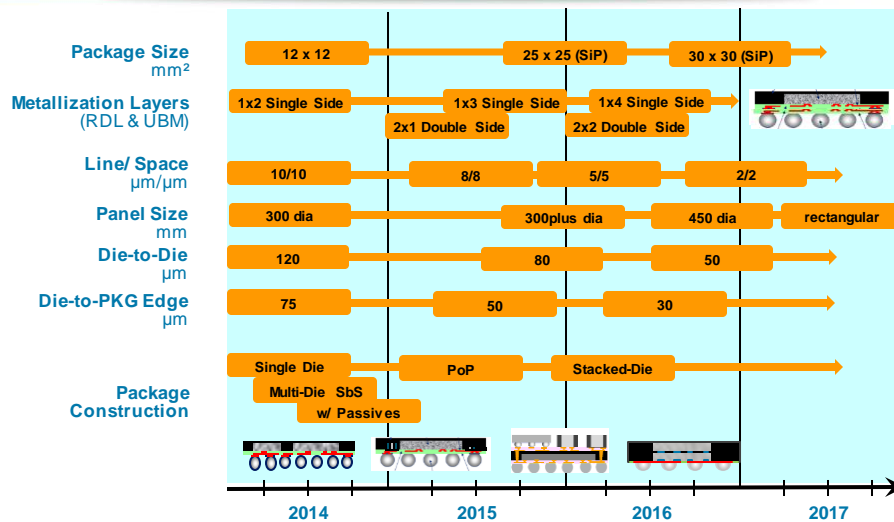 Package Size
mm²
12 x 12
25 x 25 (SiP)
30 x 30 (SiP)
Metallization Layers
(RDL & UBM)
1x2 Single Side
1x3 Single Side
1x4 Single Side
2x1 Double Side
2x2 Double Side
Line/ Space
µm/µm
10/10
8/8
5/5
2/2
Panel Size
mm
300 dia
300plus dia
450 dia
rectangular
Die-to-Die
µm
120
80
50
Die-to-PKG Edge
µm
75
50
30
Package
Construction
Single Die
PoP
Stacked-Die
Multi-Die SbS
w/ Passives
2014
2015
2016
2017